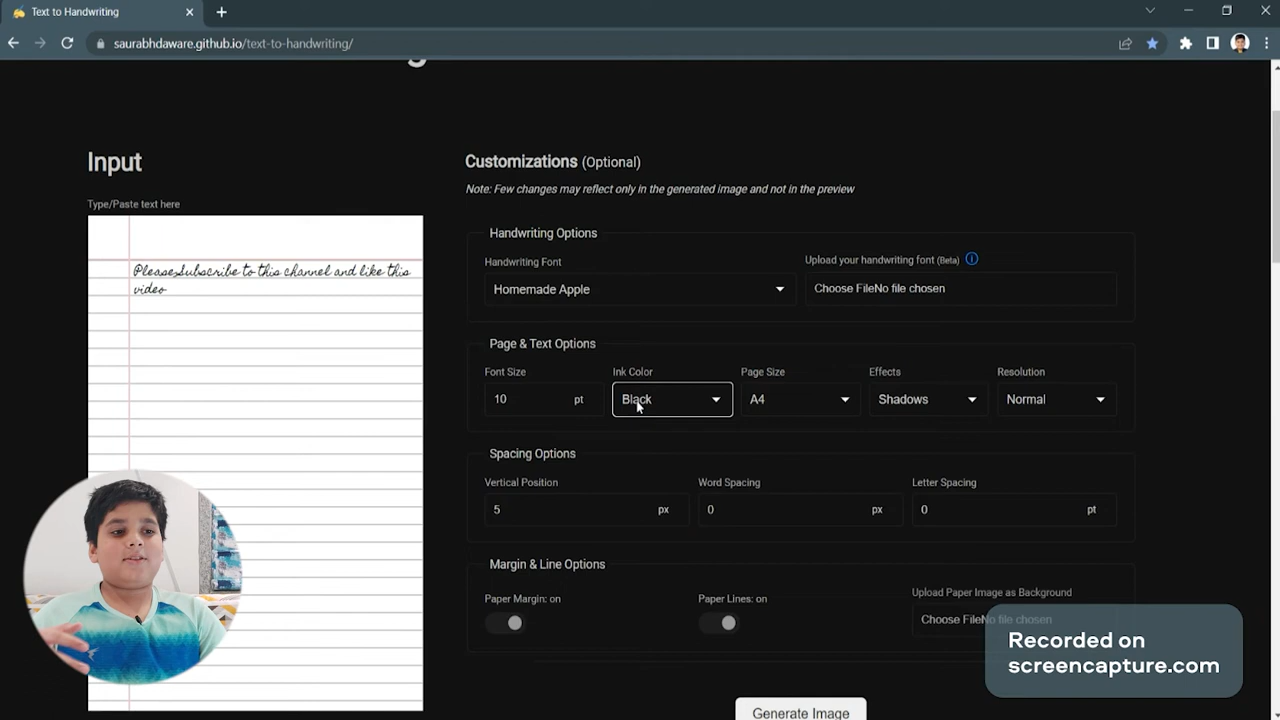 Text to Handwriting
saurabhdaware.github.io/text-to-handwriting/
Input
Customizations (Optional)
Note: Few changes may reflect only in the generated image and not in the preview
Type/Paste text here
PleaseSubscribe to this channel and like this
video
Handwriting Options
Handwriting Font
Upload your handwriting font (Beta)
Homemade Apple
Choose FileNo file chosen
Page & Text Options
Font Size
Ink Color
Page Size
Effects
Resolution
10 pt
Black
A4
Shadows
Normal
Spacing Options
Vertical Position
Word Spacing
Letter Spacing
5 px
0 px
0 pt
Margin & Line Options
Paper Margin: on
Paper Lines: on
Upload Paper Image as Background
Choose FileNo file chosen
Recorded on
screencapture.com
Generate Image